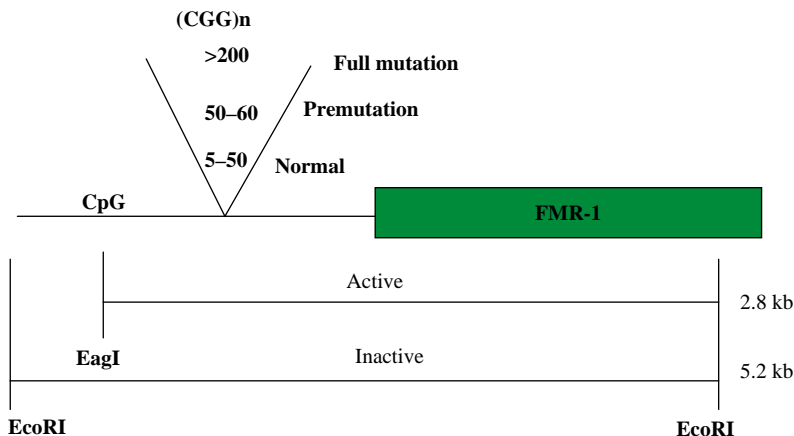 (CGG)n
>200
Full mutation
50–60
Premutation
5–50
Normal
CpG
FMR-1
Active
2.8 kb
EagI
Inactive
5.2 kb
EcoRI
EcoRI